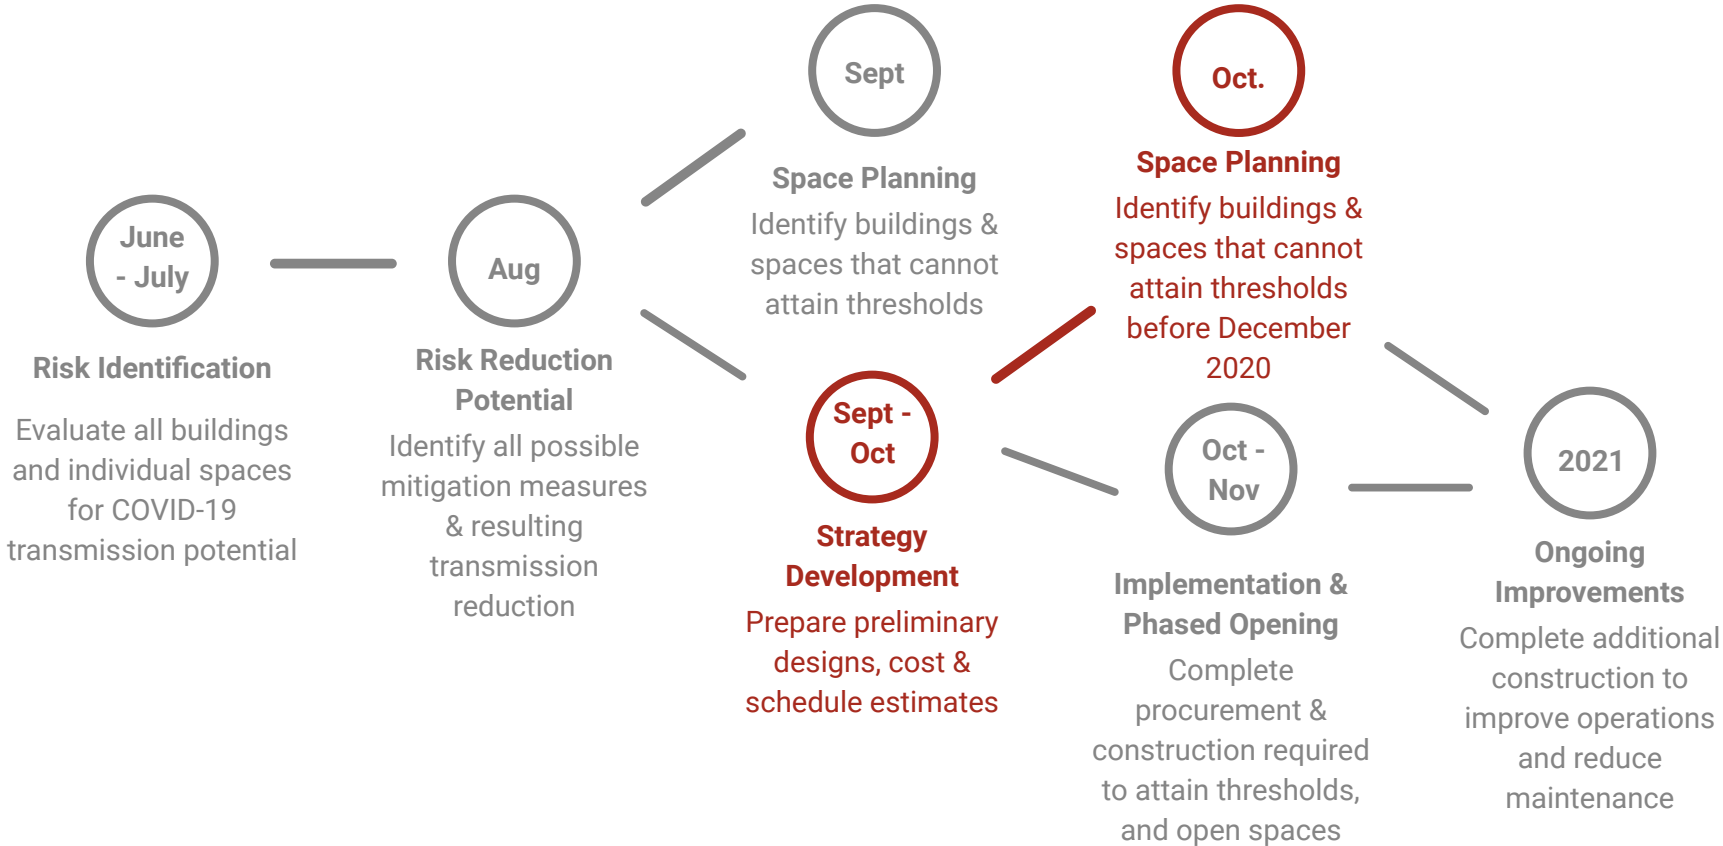 June
- July
Risk Identification
Evaluate all buildings
and individual spaces
for COVID-19
transmission potential
Aug
Risk Reduction
Potential
Identify all possible
mitigation measures
& resulting
transmission
reduction
Sept
Space Planning
Identify buildings &
spaces that cannot
attain thresholds
Sept -
Oct
Strategy
Development
Prepare preliminary
designs, cost &
schedule estimates
Oct.
Space Planning
Identify buildings &
spaces that cannot
attain thresholds
before December
2020
Oct -
Nov
Implementation &
Phased Opening
Complete
procurement &
construction required
to attain thresholds,
and open spaces
2021
Ongoing
Improvements
Complete additional
construction to
improve operations
and reduce
maintenance